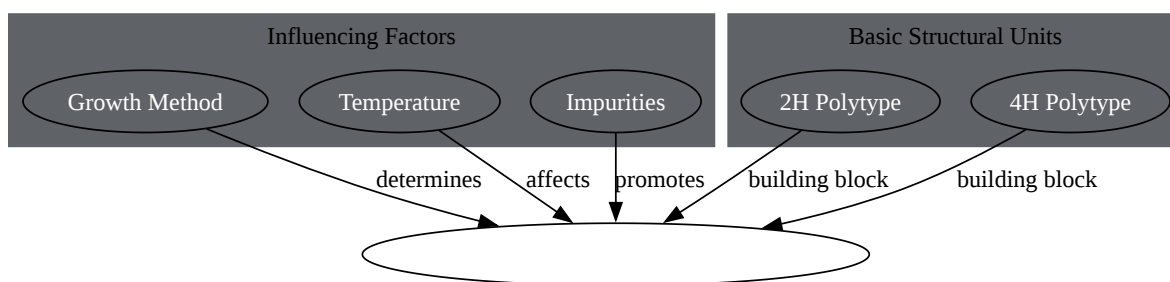 Influencing Factors
Basic Structural Units
Growth Method
Temperature
Impurities
2H Polytype
4H Polytype
determines
affects
promotes
building block
building block